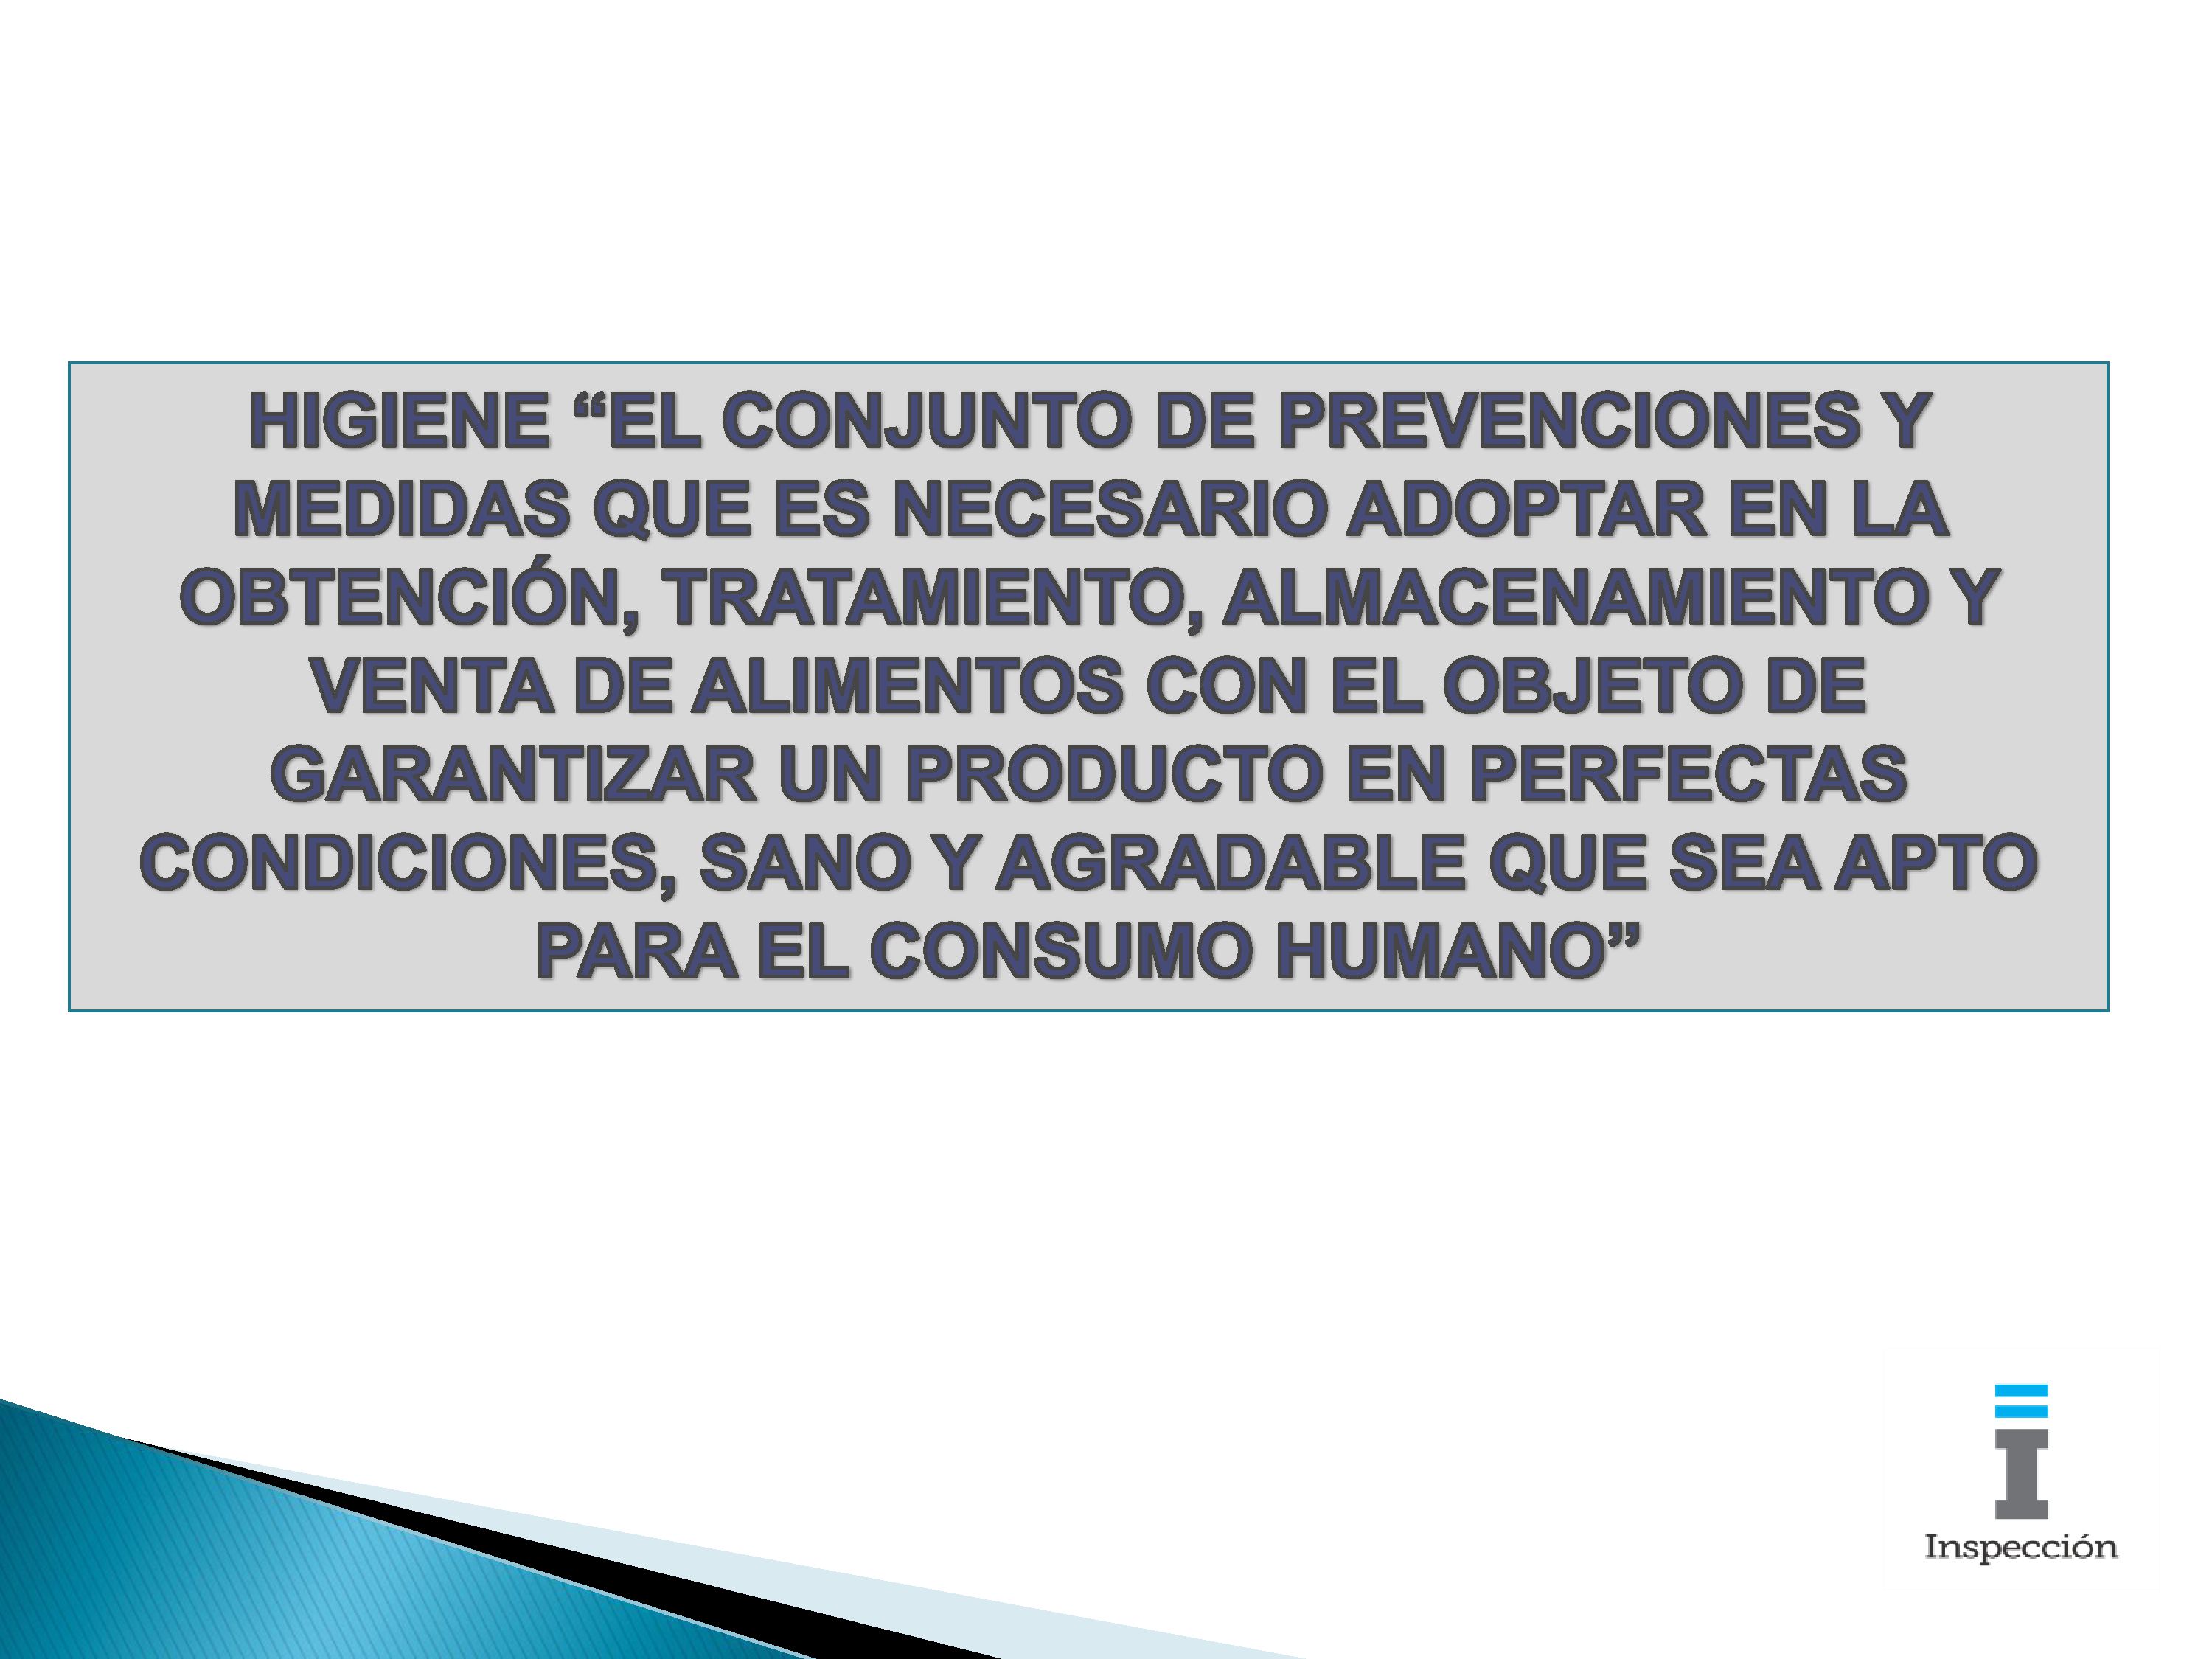 HIGIENE “EL CONJUNTO DE PREVENCIONES Y
MEDIDAS QUE ES NECESARIO ADOPTAR EN LA
OBTENCIÓN, TRATAMIENTO, ALMACENAMIENTO Y
VENTA DE ALIMENTOS CON EL OBJETO DE
GARANTIZAR UN PRODUCTO EN PERFECTAS
CONDICIONES, SANO Y AGRADABLE QUE SEA APTO
PARA EL CONSUMO HUMANO”
Inspección